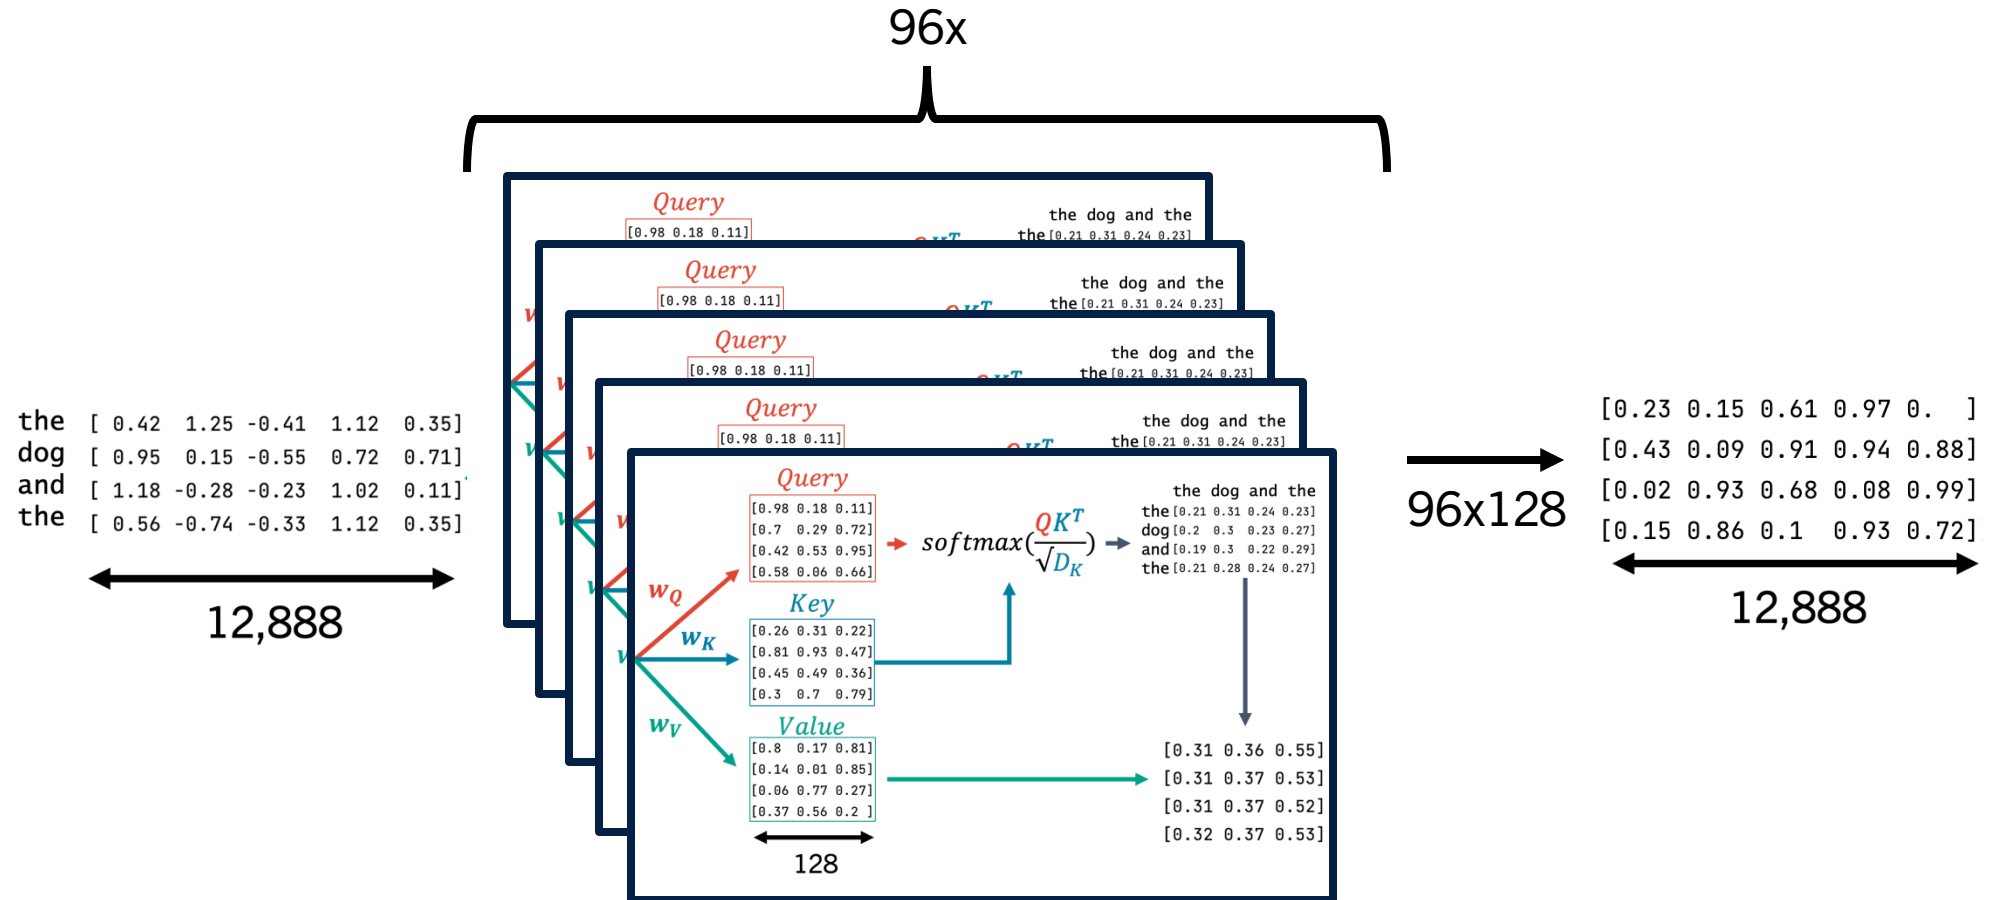 96x
Query
[0.98 0.18 0.11]
the dog and the
the [0.21 0.31 0.24 0.23]
Query
[0.98 0.18 0.11]
the dog and the
the [0.21 0.31 0.24 0.23]
Query
[0.98 0.18 0.11]
the dog and the
the [0.21 0.31 0.24 0.23]
Query
[0.98 0.18 0.11]
the dog and the
the [0.21 0.31 0.24 0.23]
the [ 0.42 1.25 -0.41 1.12 0.35]
dog [ 0.95 0.15 -0.55 0.72 0.71]
and [ 1.18 -0.28 -0.23 1.02 0.11]
the [ 0.56 -0.74 -0.33 1.12 0.35]
12,888
Query
[0.98 0.18 0.11]
[0.7 0.29 0.72]
[0.42 0.53 0.95]
[0.58 0.06 0.66]
w_Q
Key
[0.26 0.31 0.22]
[0.81 0.93 0.47]
[0.45 0.49 0.36]
[0.3 0.7 0.79]
w_K
Value
[0.8 0.17 0.81]
[0.14 0.01 0.85]
[0.06 0.77 0.27]
[0.37 0.56 0.2 ]
w_V
128
softmax(QK^T/√D_K)
the dog and the
the [0.21 0.31 0.24 0.23]
dog [0.2 0.3 0.23 0.27]
and [0.19 0.3 0.22 0.29]
the [0.21 0.28 0.24 0.27]
[0.31 0.36 0.55]
[0.31 0.37 0.53]
[0.31 0.37 0.52]
[0.32 0.37 0.53]
96x128
[0.23 0.15 0.61 0.97 0. ]
[0.43 0.09 0.91 0.94 0.88]
[0.02 0.93 0.68 0.08 0.99]
[0.15 0.86 0.1 0.93 0.72]
12,888